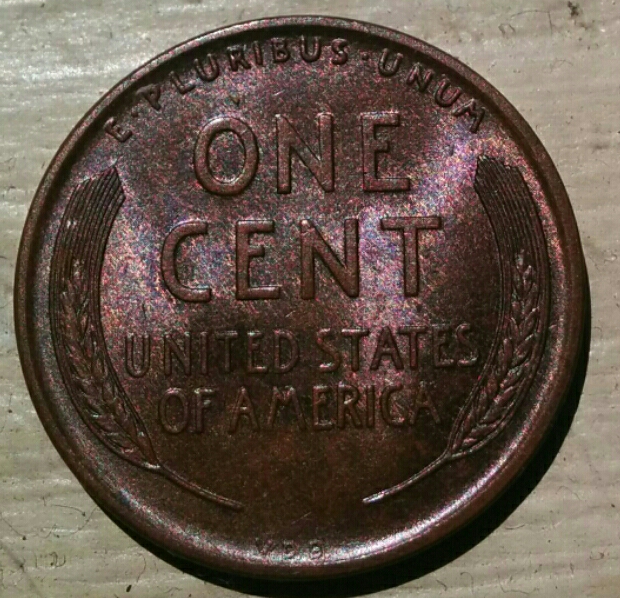 E·PLURIBUS·UNUM
ONE
CENT
UNITED STATES
OF AMERICA
VDB